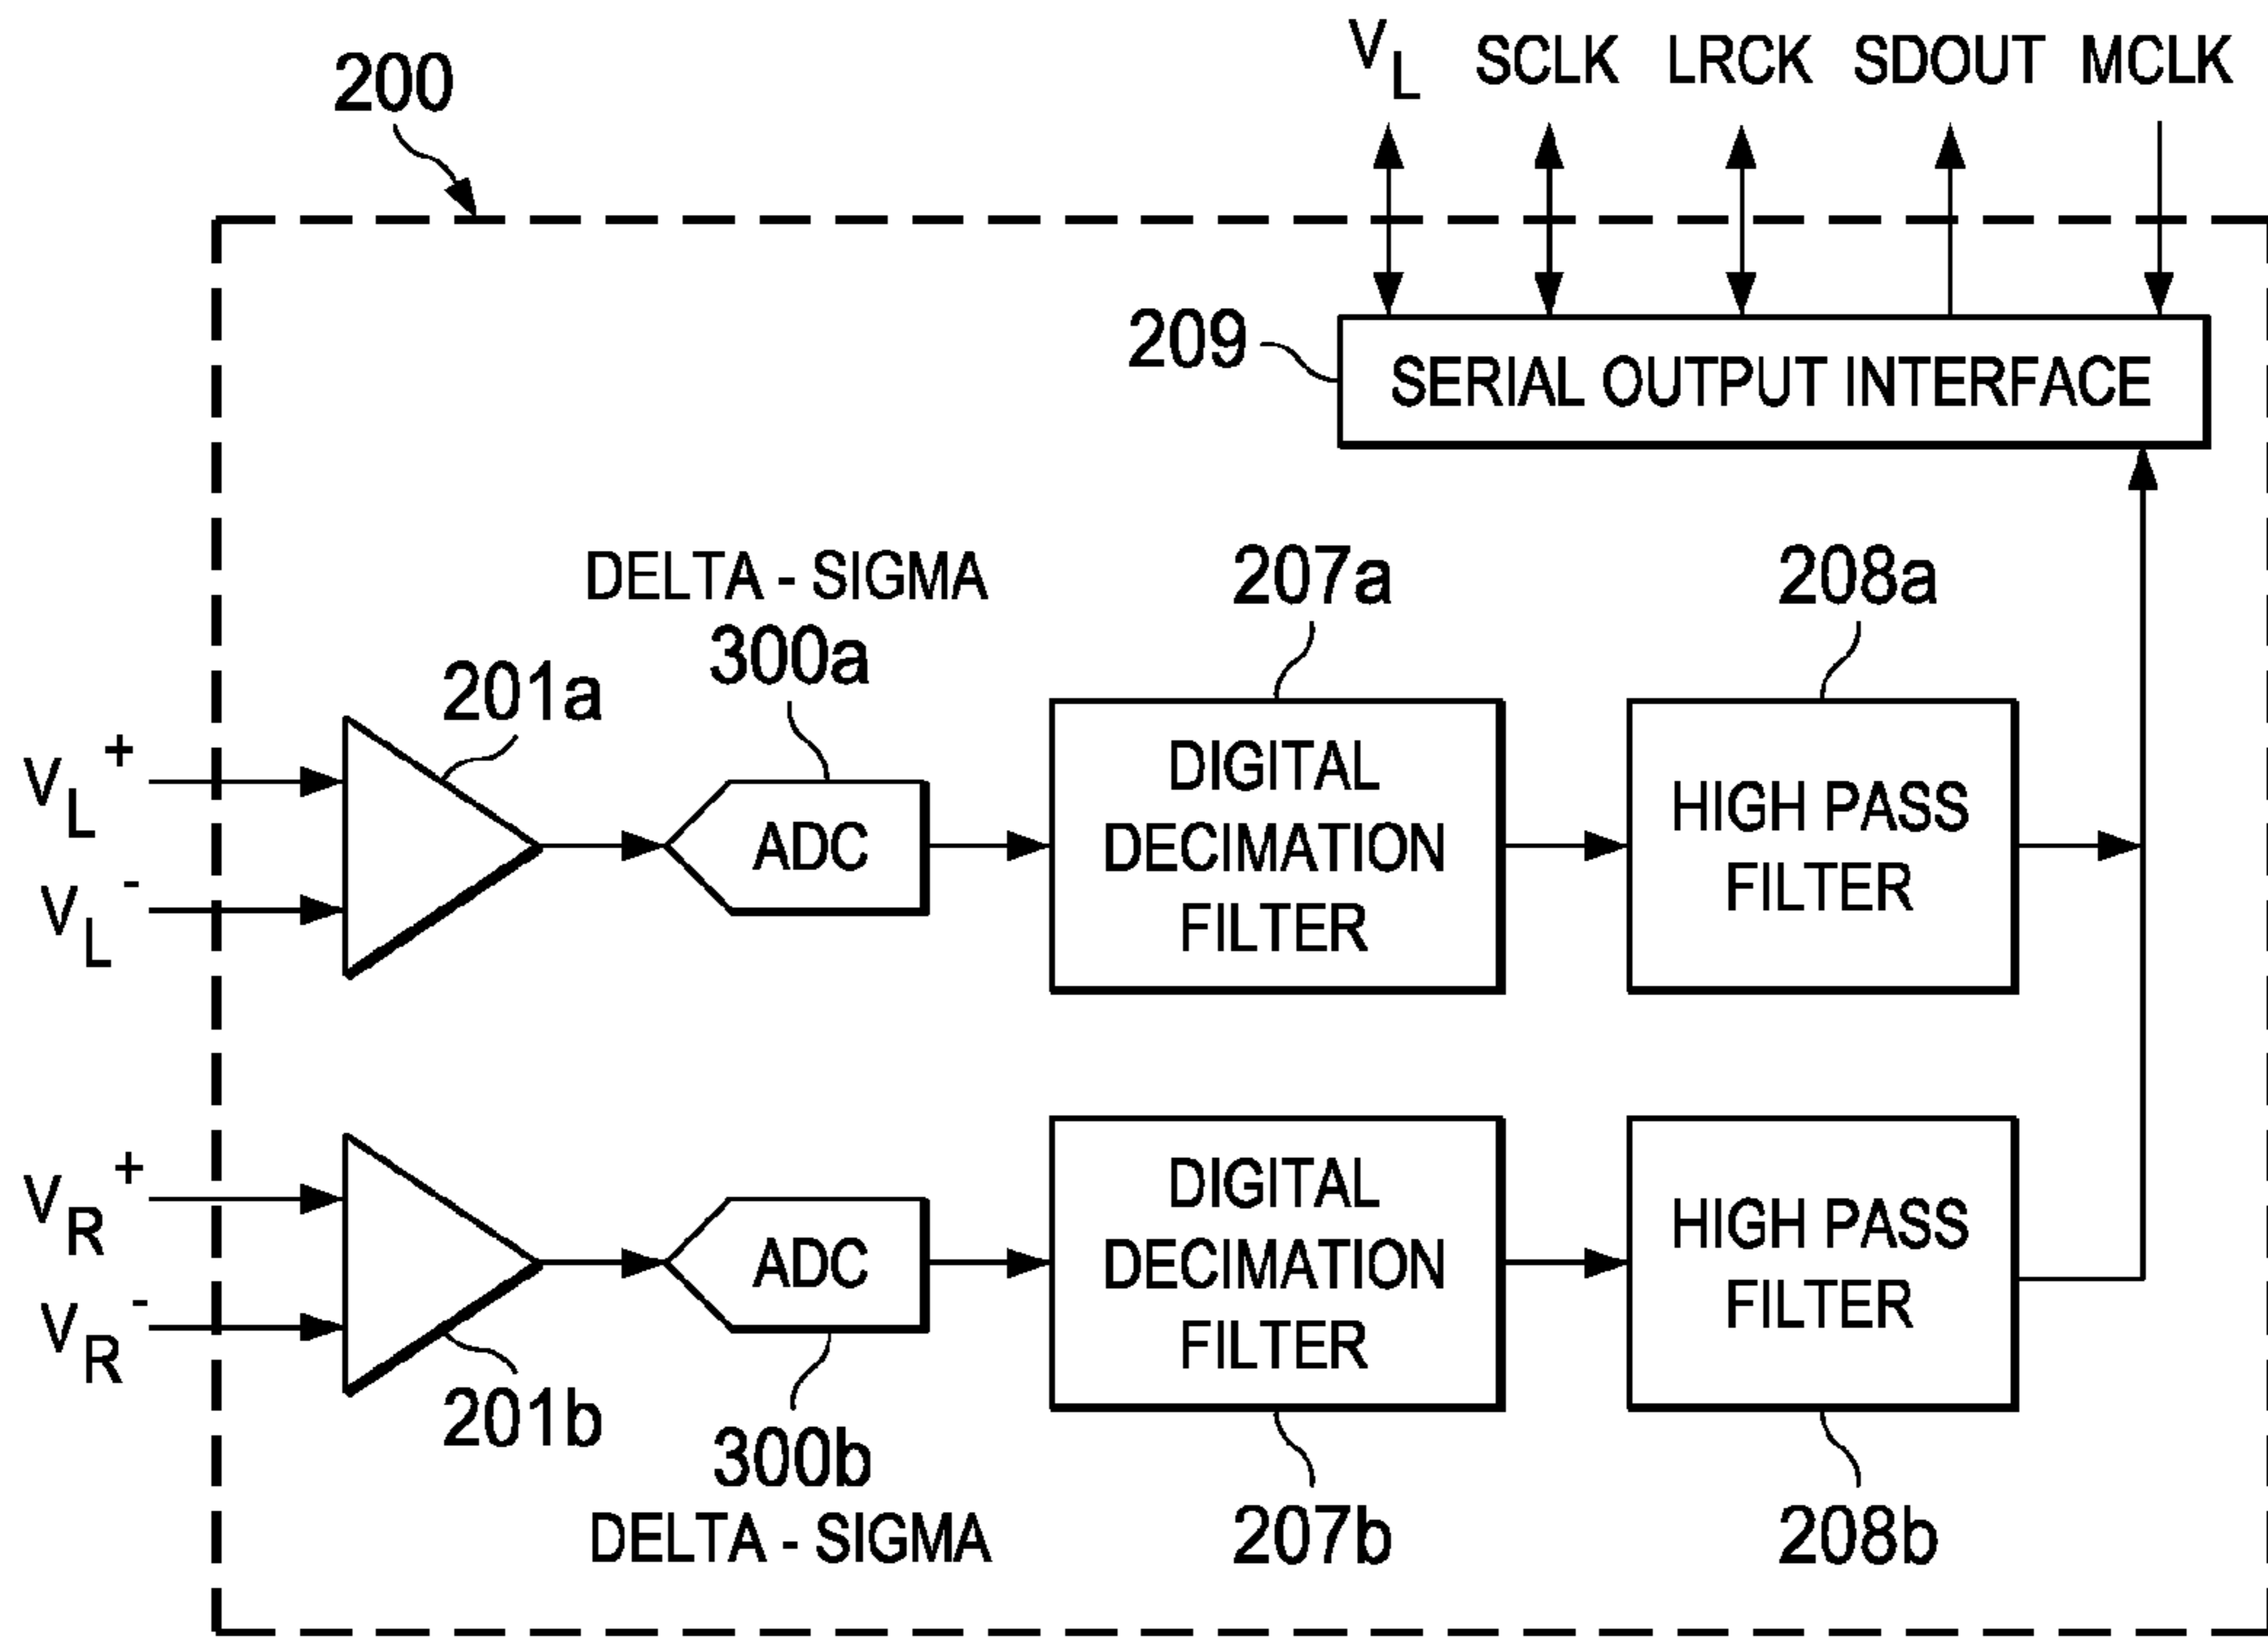 200
V_L SCLK LRCK SDOUT MCLK
209
SERIAL OUTPUT INTERFACE
DELTA - SIGMA
300a
201a
207a
208a
V_L^+
V_L^-
ADC
DIGITAL
DECIMATION
FILTER
HIGH PASS
FILTER
V_R^+
V_R^-
ADC
DIGITAL
DECIMATION
FILTER
HIGH PASS
FILTER
201b
300b
DELTA - SIGMA
207b
208b